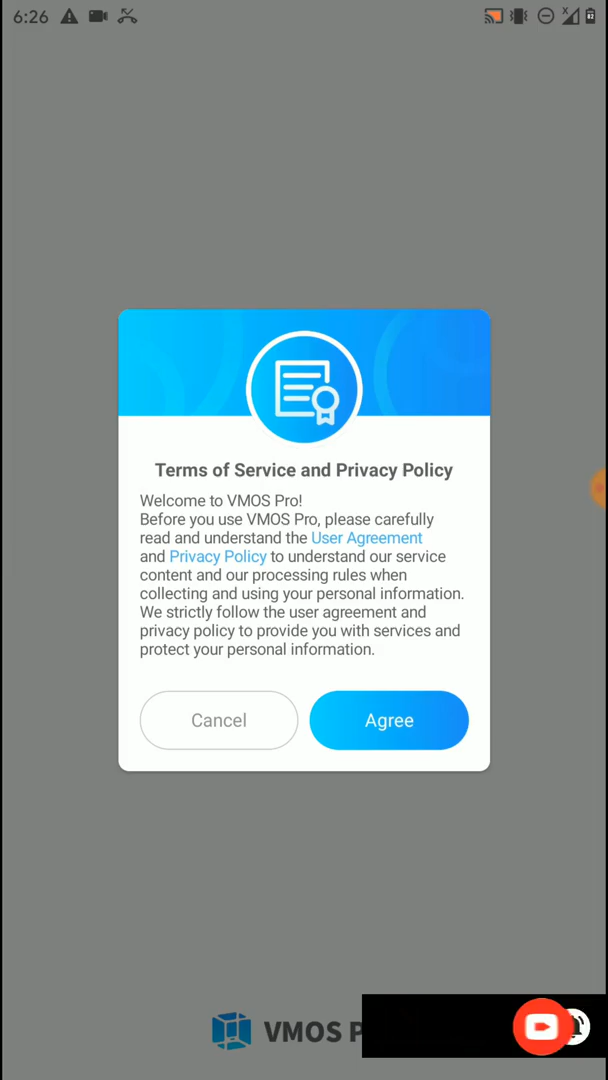 6:26
Terms of Service and Privacy Policy
Welcome to VMOS Pro!
Before you use VMOS Pro, please carefully
read and understand the User Agreement
and Privacy Policy to understand our service
content and our processing rules when
collecting and using your personal information.
We strictly follow the user agreement and
privacy policy to provide you with services and
protect your personal information.
Cancel
Agree
VMOS P